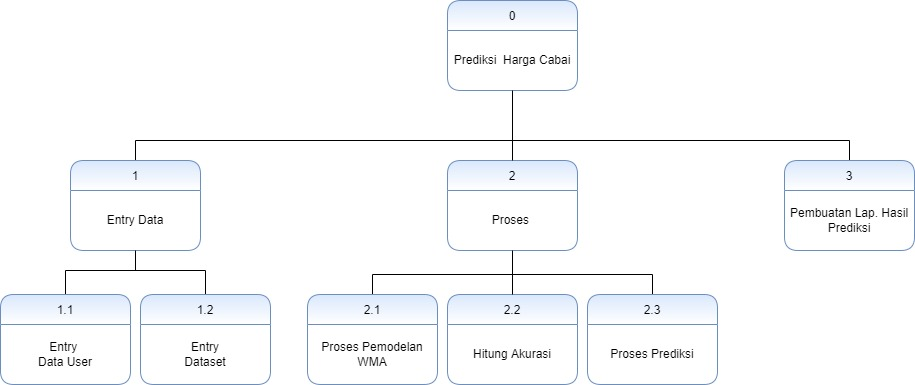 0
Prediksi Harga Cabai
1
Entry Data
2
Proses
3
Pembuatan Lap. Hasil
Prediksi
1.1
Entry
Data User
1.2
Entry
Dataset
2.1
Proses Pemodelan
WMA
2.2
Hitung Akurasi
2.3
Proses Prediksi